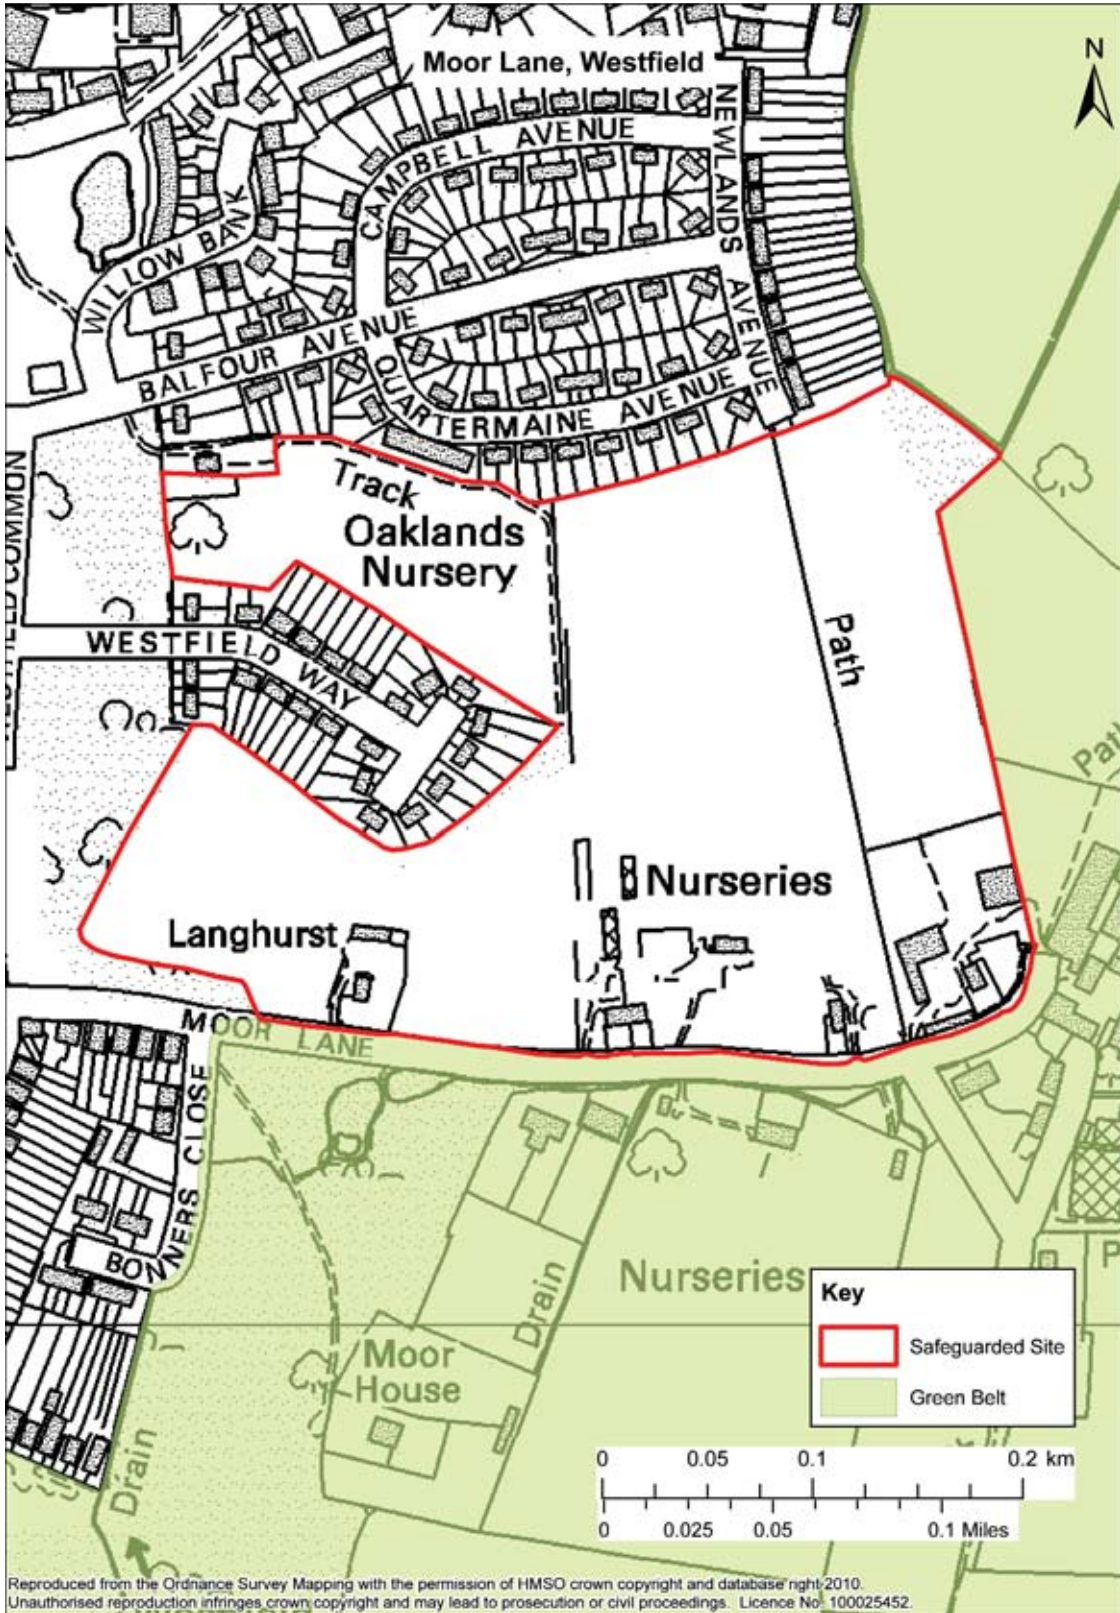 Moor Lane, Westfield
N
CAMPBELL AVENUE
NEWLANDS AVENUE
WILLOW BANK
BALFOUR AVENUE
QUARTERMAINE AVENUE
Track
Oaklands
Nursery
COMMON
WESTFIELD WAY
Path
Path
Nurseries
Langhurst
MOOR LANE
BONNERS CLOSE
Nurseries
Drain
Moor
House
Drain
P
Key
Safeguarded Site
Green Belt
0 0.05 0.1 0.2 km
0 0.025 0.05 0.1 Miles
Reproduced from the Ordnance Survey Mapping with the permission of HMSO crown copyright and database right 2010.
Unauthorised reproduction infringes crown copyright and may lead to prosecution or civil proceedings. Licence No: 100025452.